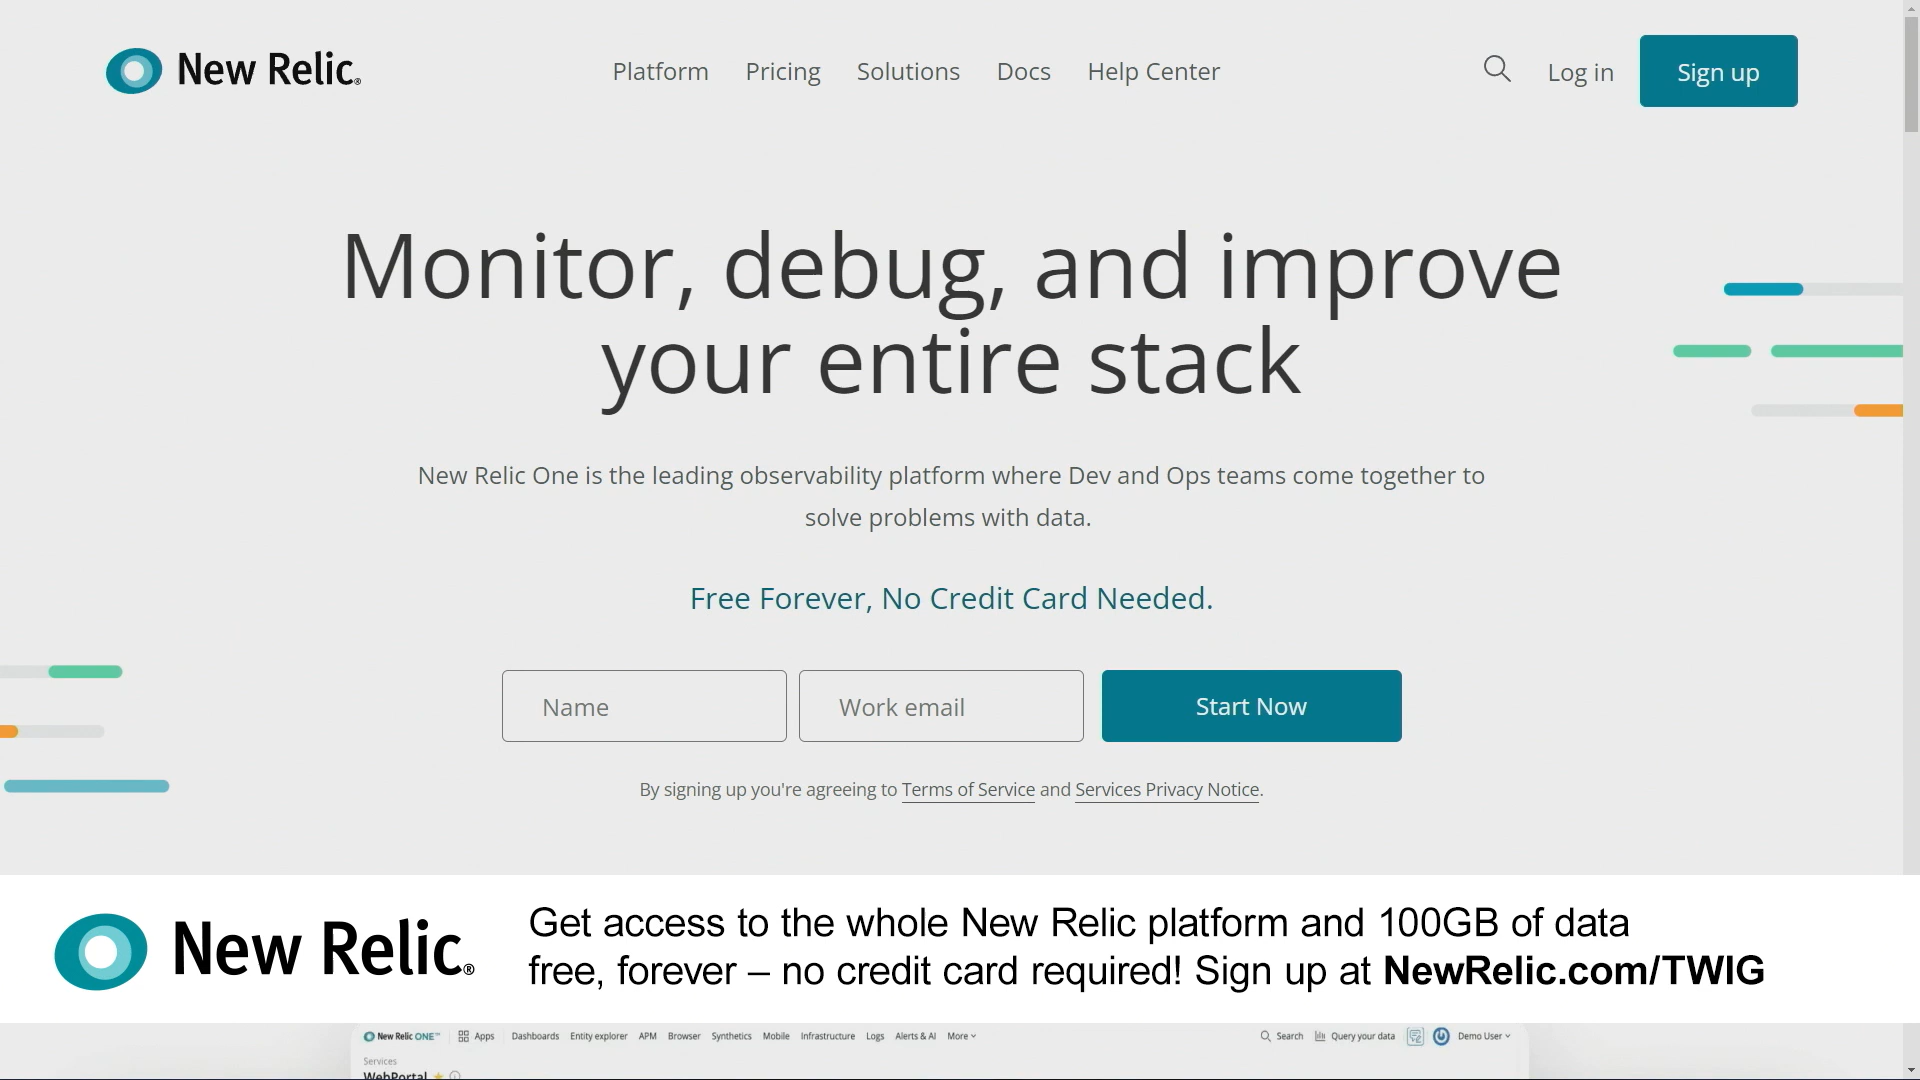 New Relic®
Platform Pricing Solutions Docs Help Center
Log in
Sign up
Monitor, debug, and improve
your entire stack
New Relic One is the leading observability platform where Dev and Ops teams come together to
solve problems with data.
Free Forever, No Credit Card Needed.
Name
Work email
Start Now
By signing up you're agreeing to Terms of Service and Services Privacy Notice.
New Relic®
Get access to the whole New Relic platform and 100GB of data
free, forever – no credit card required! Sign up at NewRelic.com/TWIG
New Relic ONE™ Apps Dashboards Entity explorer APM Browser Synthetics Mobile Infrastructure Logs Alerts & AI More Search Query your data Demo User
Services
WebPortal